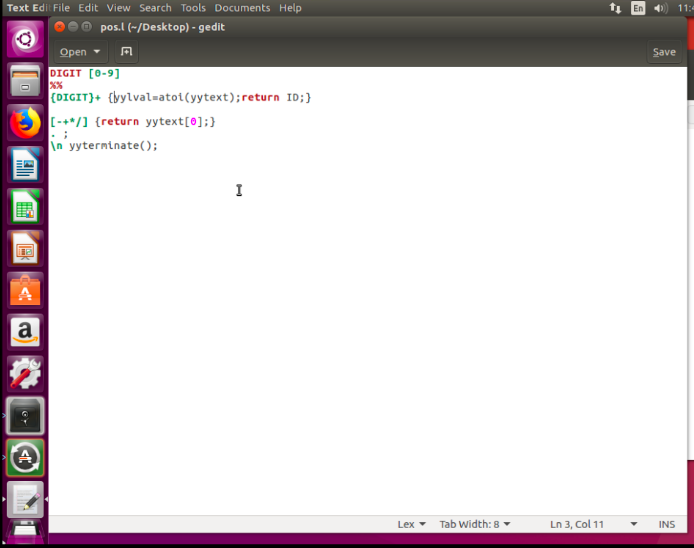 Text Edi File Edit View Search Tools Documents Help En 11:4
pos.l (~/Desktop) - gedit
Open Save
DIGIT [0-9]
%%
{DIGIT}+ {yylval=atoi(yytext);return ID;}
[-+*/] {return yytext[0];}
. ;
\n yyterminate();
Lex Tab Width: 8 Ln 3, Col 11 INS